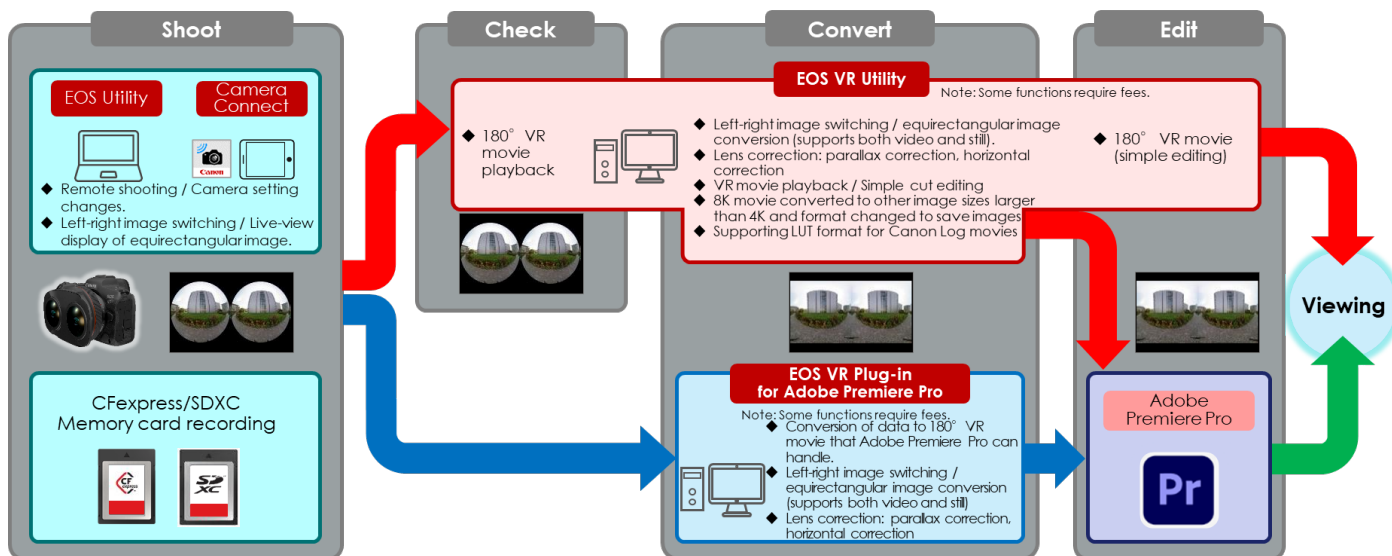 Shoot
Check
Convert
Edit
EOS Utility
Camera
Connect
Canon
◆ Remote shooting / Camera setting
changes.
◆ Left-right image switching / Live-view
display of equirectangular image.
CFexpress/SDXC
Memory card recording
CF
express
SD
XC
EOS VR Utility
Note: Some functions require fees.
◆ 180° VR
movie
playback
◆ Left-right image switching / equirectangular image
conversion (supports both video and still).
◆ Lens correction: parallax correction, horizontal
correction
◆ VR movie playback / Simple cut editing
◆ 8K movie converted to other image sizes larger
than 4K and format changed to save images
◆ Supporting LUT format for Canon Log movies
◆ 180° VR movie
(simple editing)
EOS VR Plug-in
for Adobe Premiere Pro
Note: Some functions require fees.
◆ Conversion of data to 180° VR
movie that Adobe Premiere Pro can
handle.
◆ Left-right image switching /
equirectangular image conversion
(supports both video and still)
◆ Lens correction: parallax correction,
horizontal correction
Adobe
Premiere Pro
Pr
Viewing